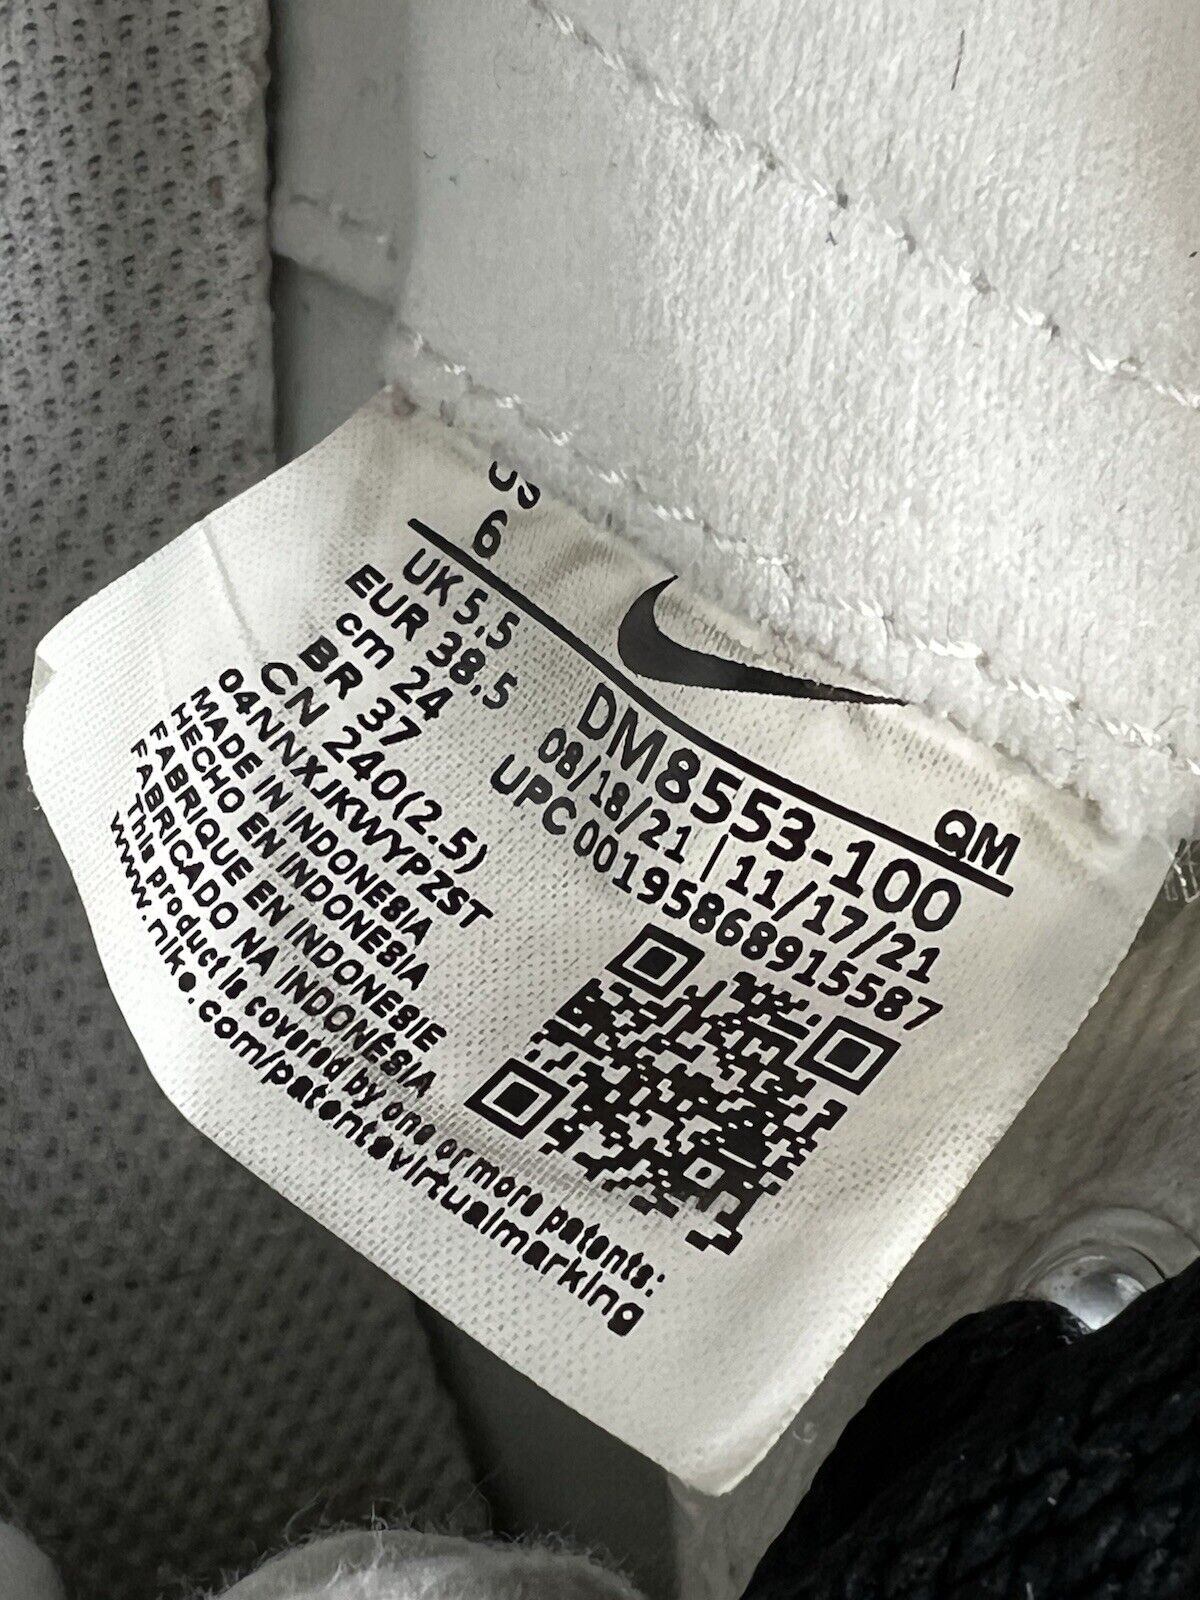 US
6
UK 5.5
EUR 38.5
cm 24
BR 37
CN 240(2.5)
04NNXJKWYPZST
MADE IN INDONESIA
HECHO EN INDONESIA
FABRIQUE EN INDONESIE
FABRICADO NA INDONÉSIA
This product is covered by one or more patents:
www.nike.com/patentsvirtualmarking
QM
DM8553-100
08/18/21 | 11/17/21
UPC 00195868915587